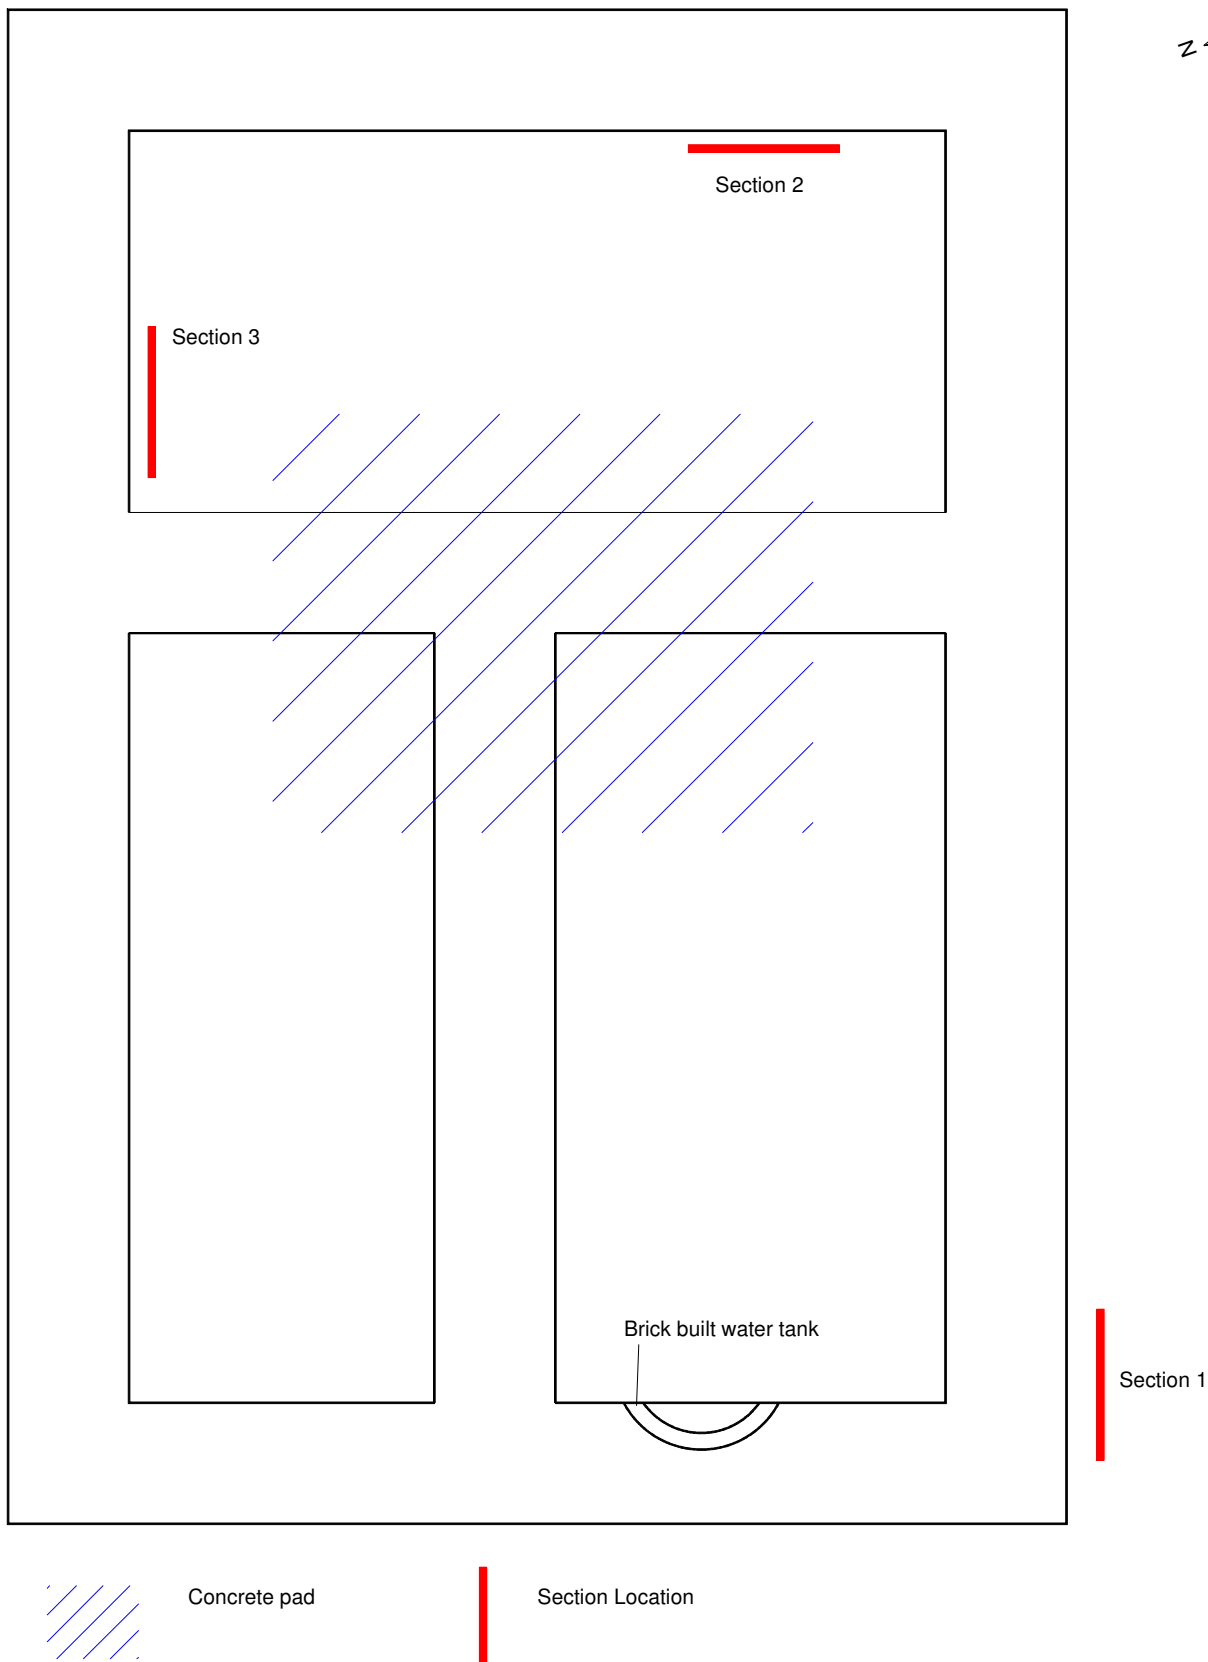 N
Section 2
Section 3
Brick built water tank
Section 1
Concrete pad
Section Location